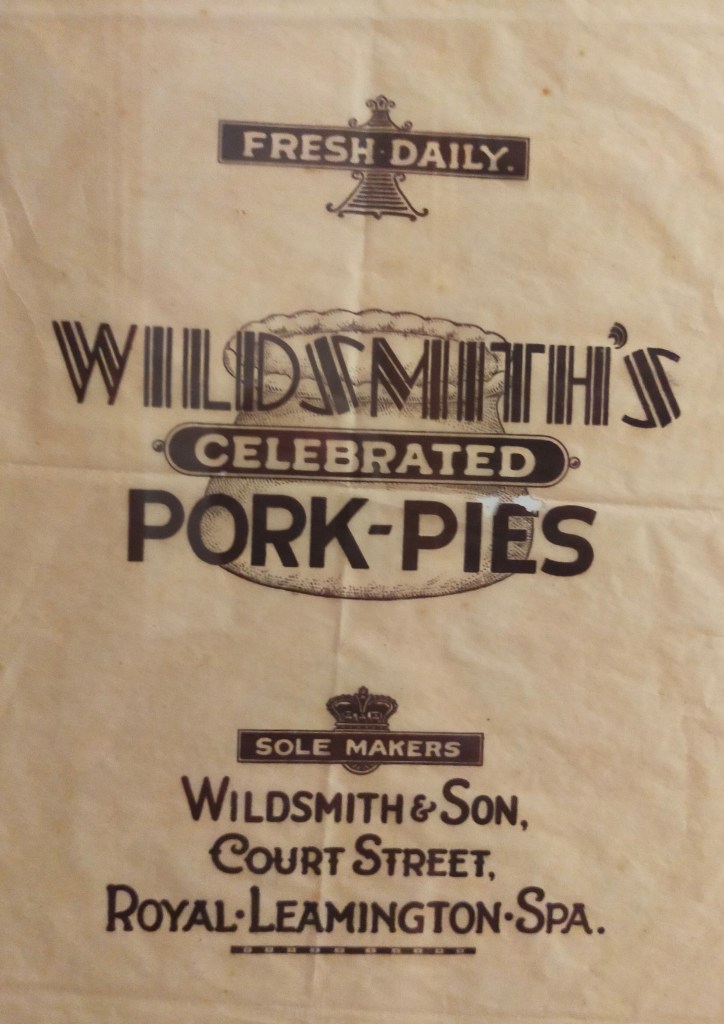 FRESH·DAILY.
WILDSMITH'S
CELEBRATED
PORK-PIES
SOLE MAKERS
WILDSMITH & SON,
COURT STREET,
ROYAL·LEAMINGTON·SPA.